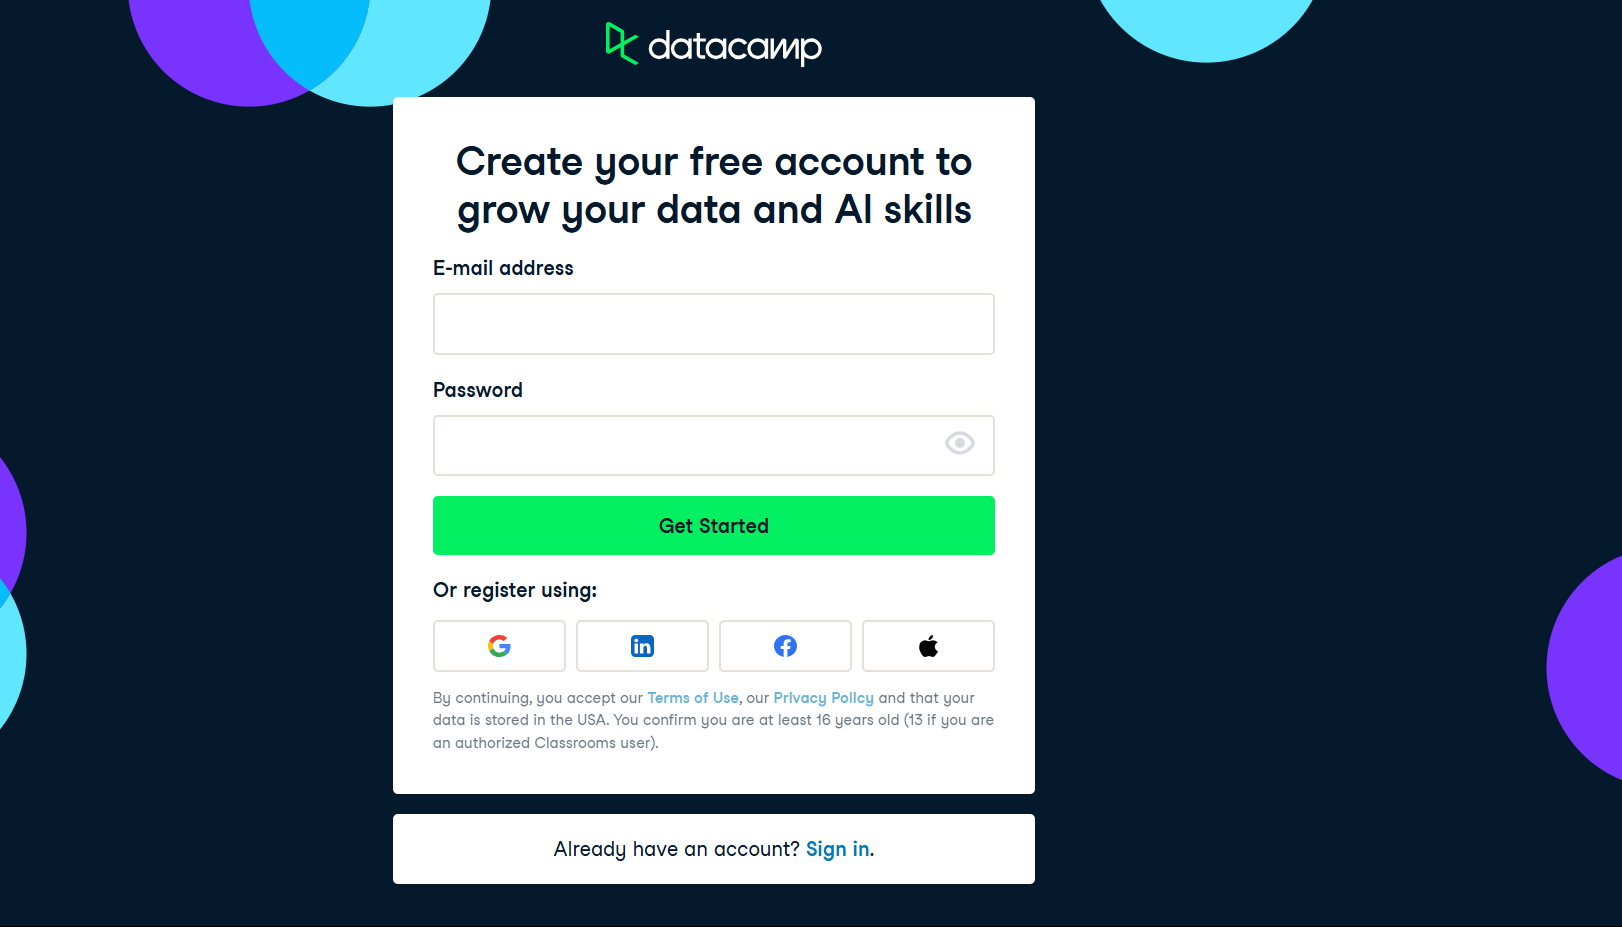 datacamp
Create your free account to
grow your data and AI skills
E-mail address
Password
Get Started
Or register using:
By continuing, you accept our Terms of Use, our Privacy Policy and that your
data is stored in the USA. You confirm you are at least 16 years old (13 if you are
an authorized Classrooms user).
Already have an account? Sign in.